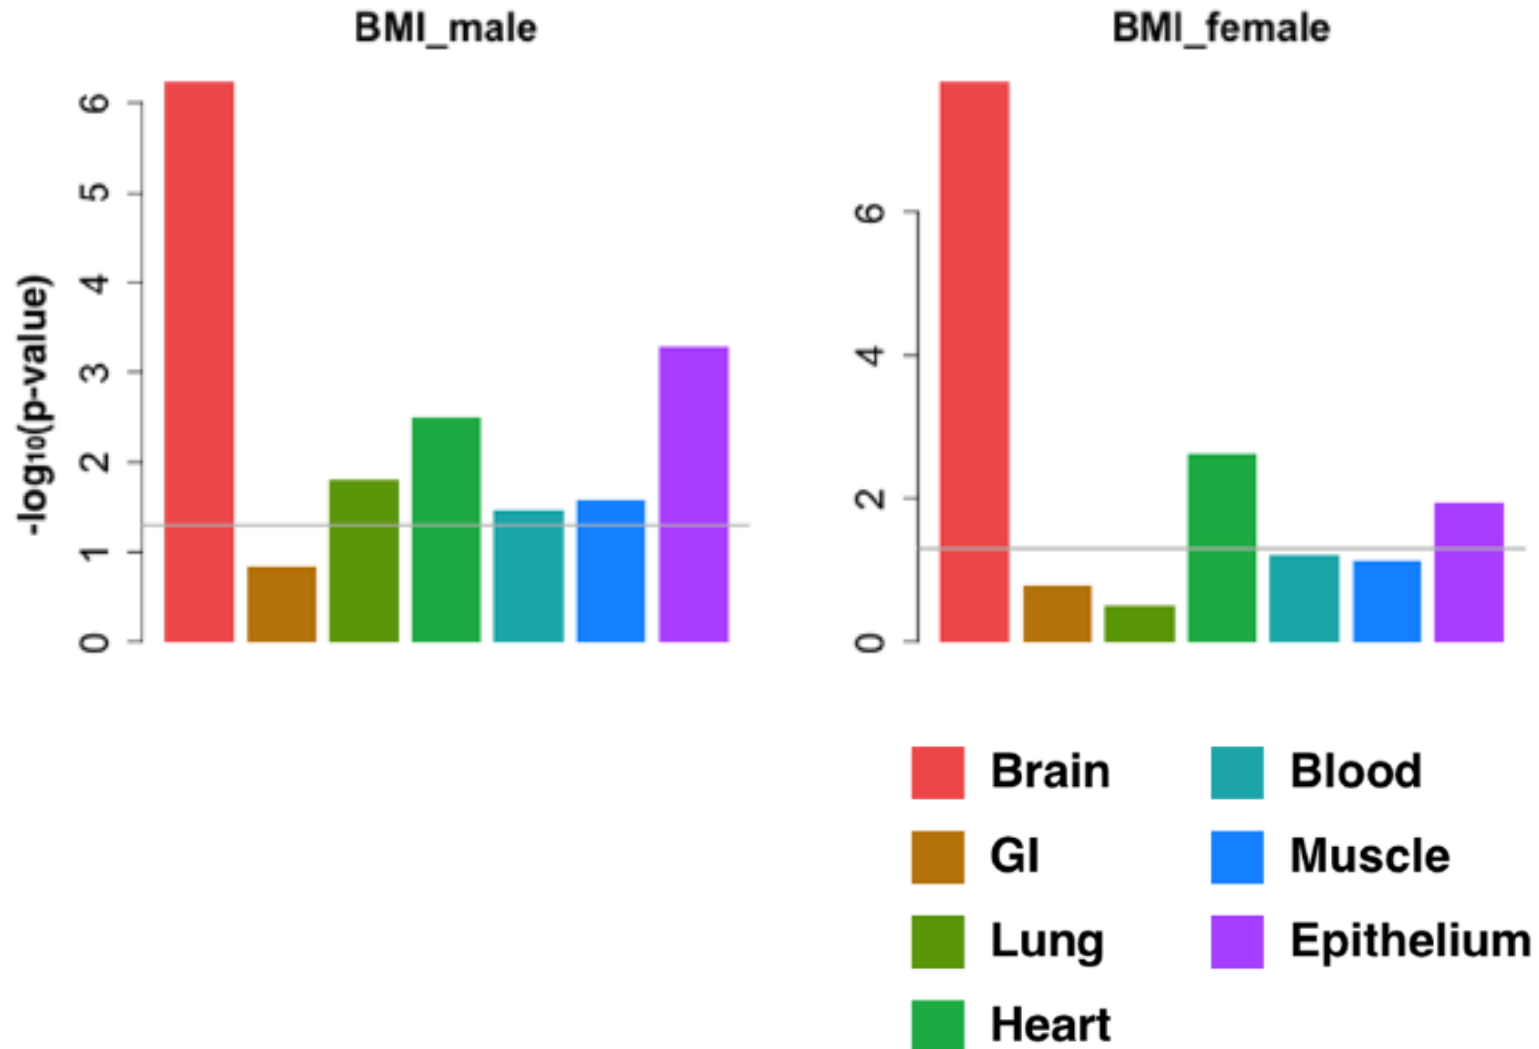 BMI_male
BMI_female
-log10(p-value)
6
5
4
3
2
1
0
6
4
2
0
Brain
GI
Lung
Heart
Blood
Muscle
Epithelium